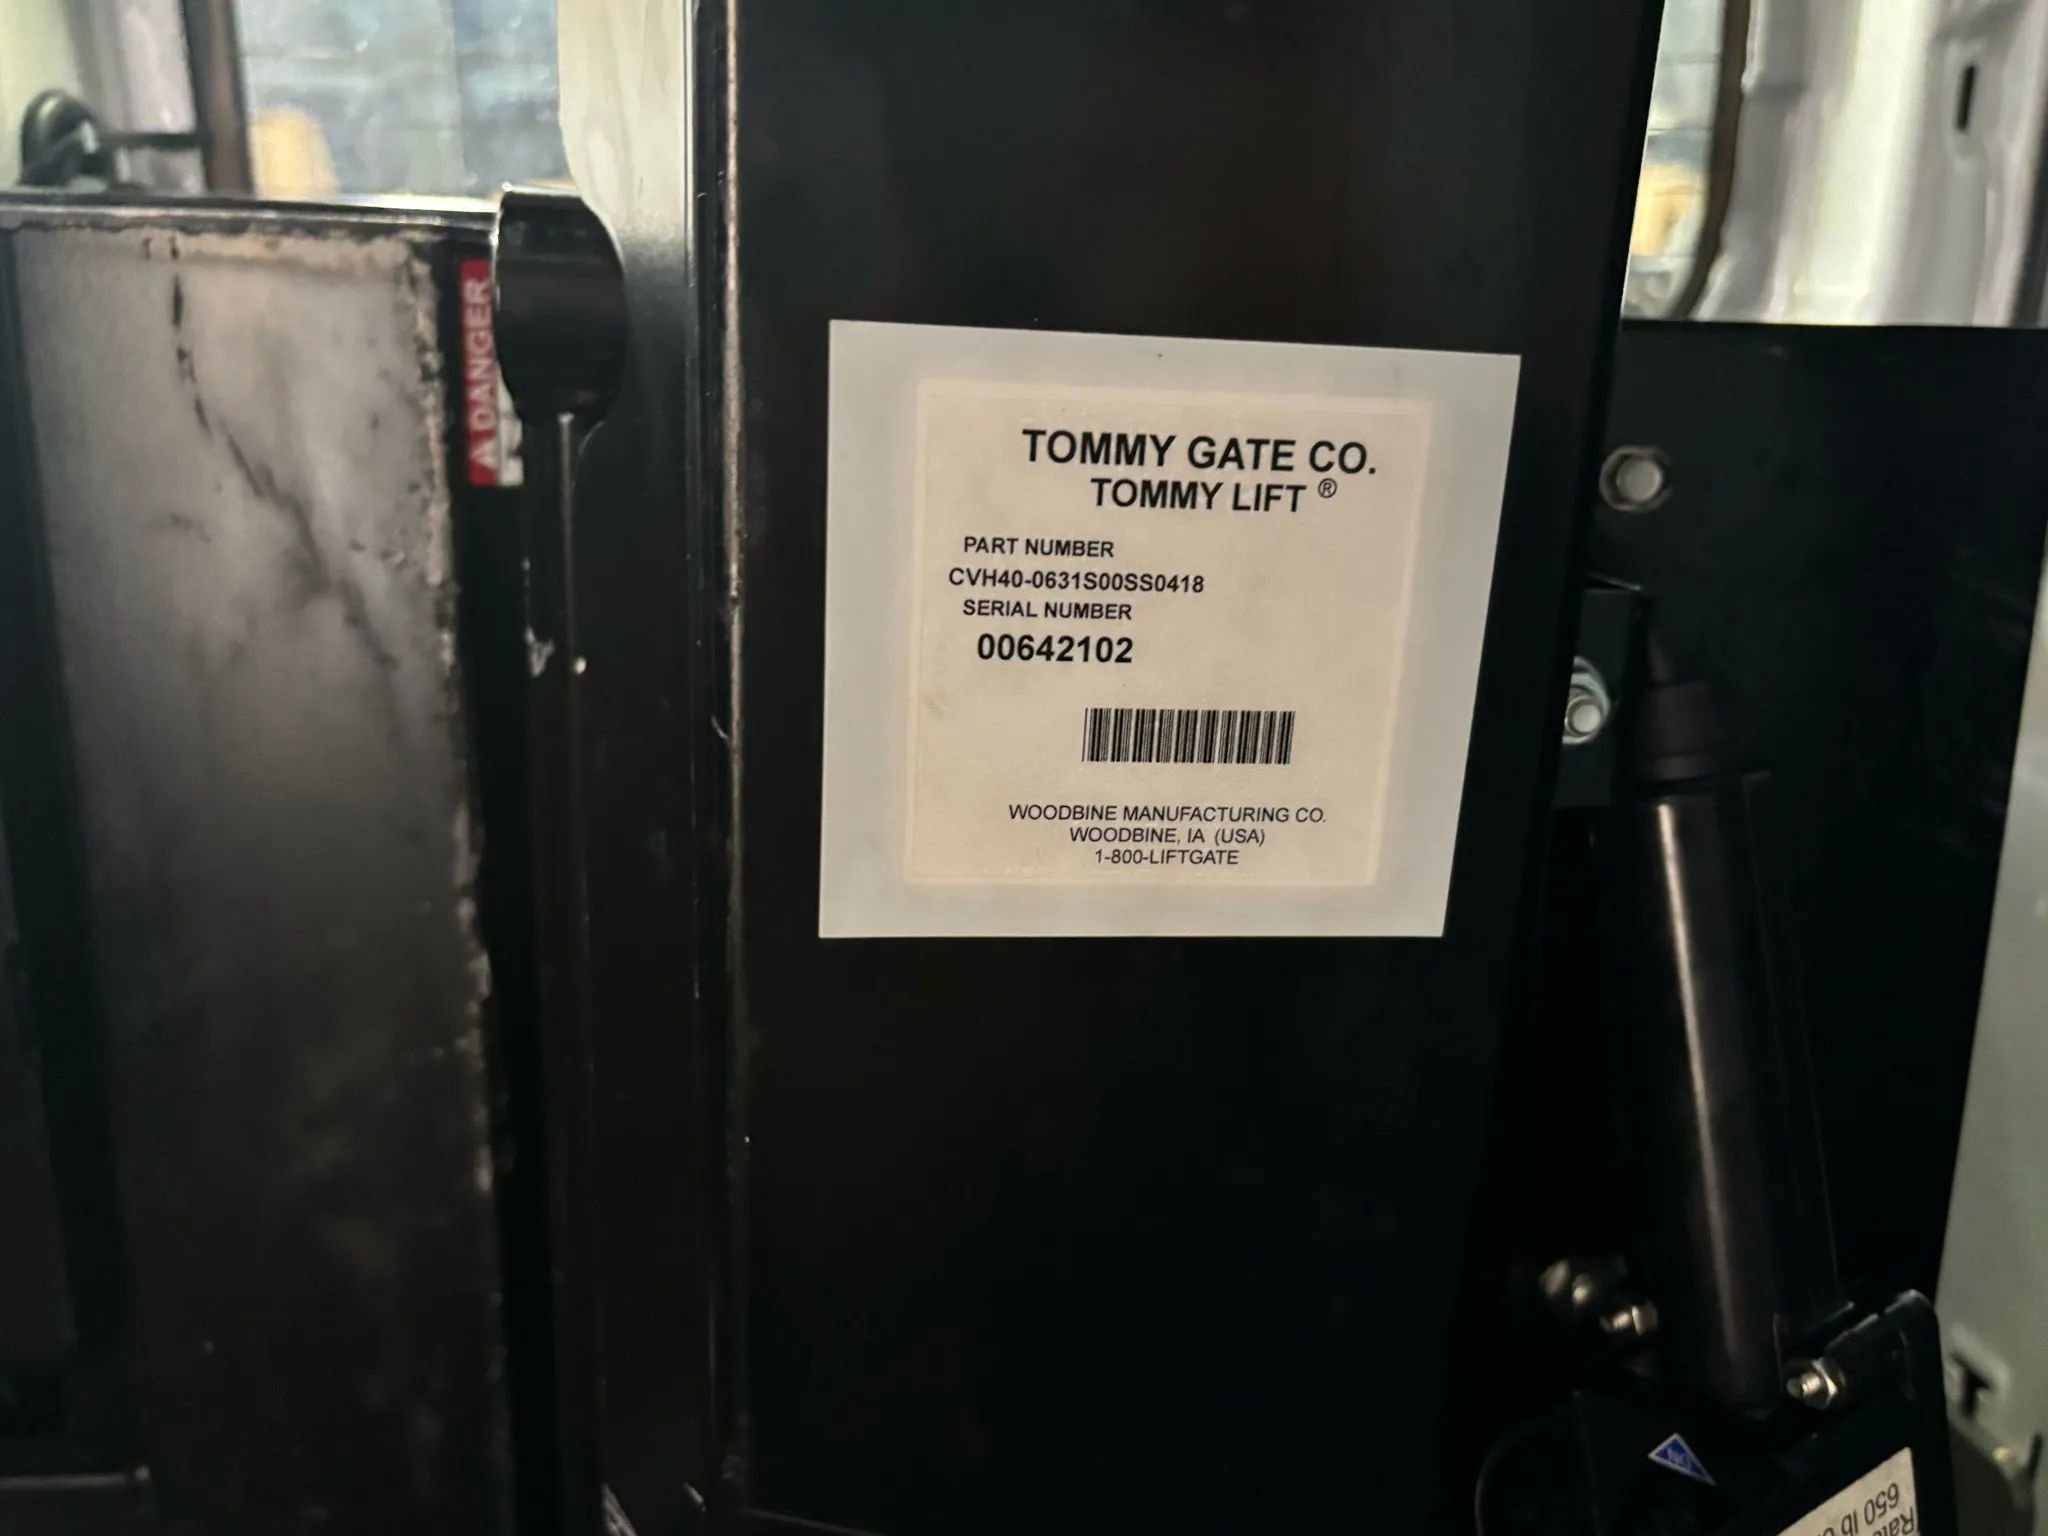 ⚠ DANGER
TOMMY GATE CO.
TOMMY LIFT ®
PART NUMBER
CVH40-0631S00SS0418
SERIAL NUMBER
00642102
WOODBINE MANUFACTURING CO.
WOODBINE, IA (USA)
1-800-LIFTGATE
650 lb